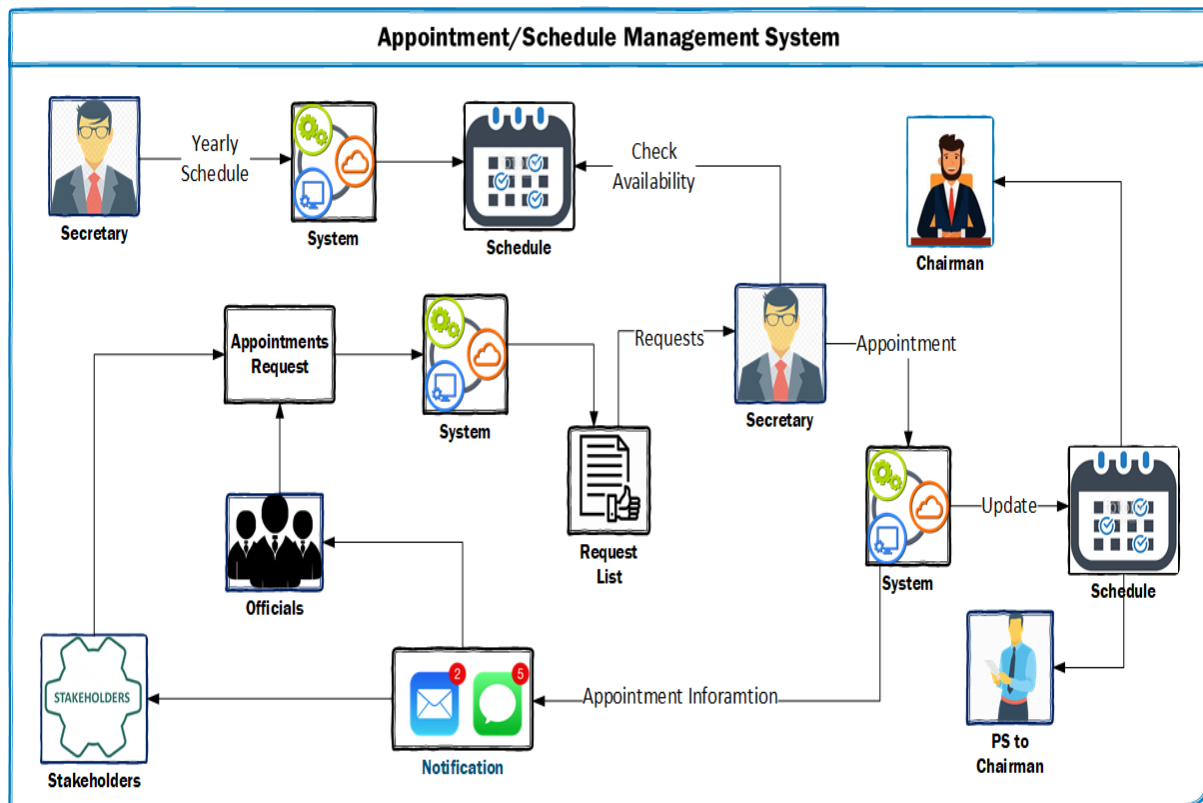 Appointment/Schedule Management System
Yearly
Schedule
Check
Availability
Secretary
System
Schedule
Chairman
Appointments
Request
Requests
Appointment
System
Secretary
Request
List
Update
Officials
System
Schedule
STAKEHOLDERS
2
5
Appointment Inforamtion
Stakeholders
Notification
PS to
Chairman